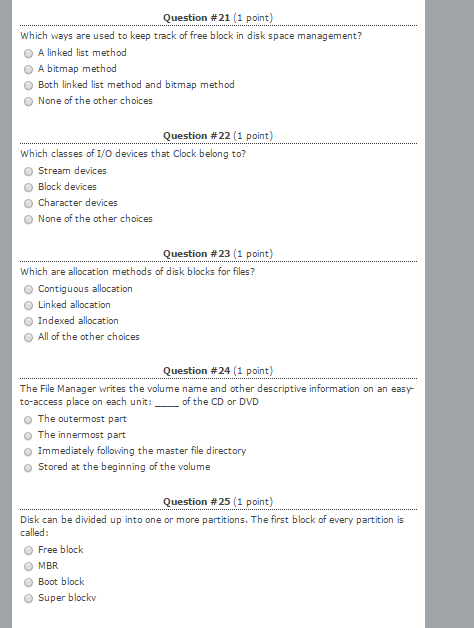 Question #21 (1 point)
Which ways are used to keep track of free block in disk space management?
A linked list method
A bitmap method
Both linked list method and bitmap method
None of the other choices
Question #22 (1 point)
Which classes of I/O devices that Clock belong to?
Stream devices
Block devices
Character devices
None of the other choices
Question #23 (1 point)
Which are allocation methods of disk blocks for files?
Contiguous allocation
Linked allocation
Indexed allocation
All of the other choices
Question #24 (1 point)
The File Manager writes the volume name and other descriptive information on an easy-
to-access place on each unit: _____ of the CD or DVD
The outermost part
The innermost part
Immediately following the master file directory
Stored at the beginning of the volume
Question #25 (1 point)
Disk can be divided up into one or more partitions. The first block of every partition is
called:
Free block
MBR
Boot block
Super blockv